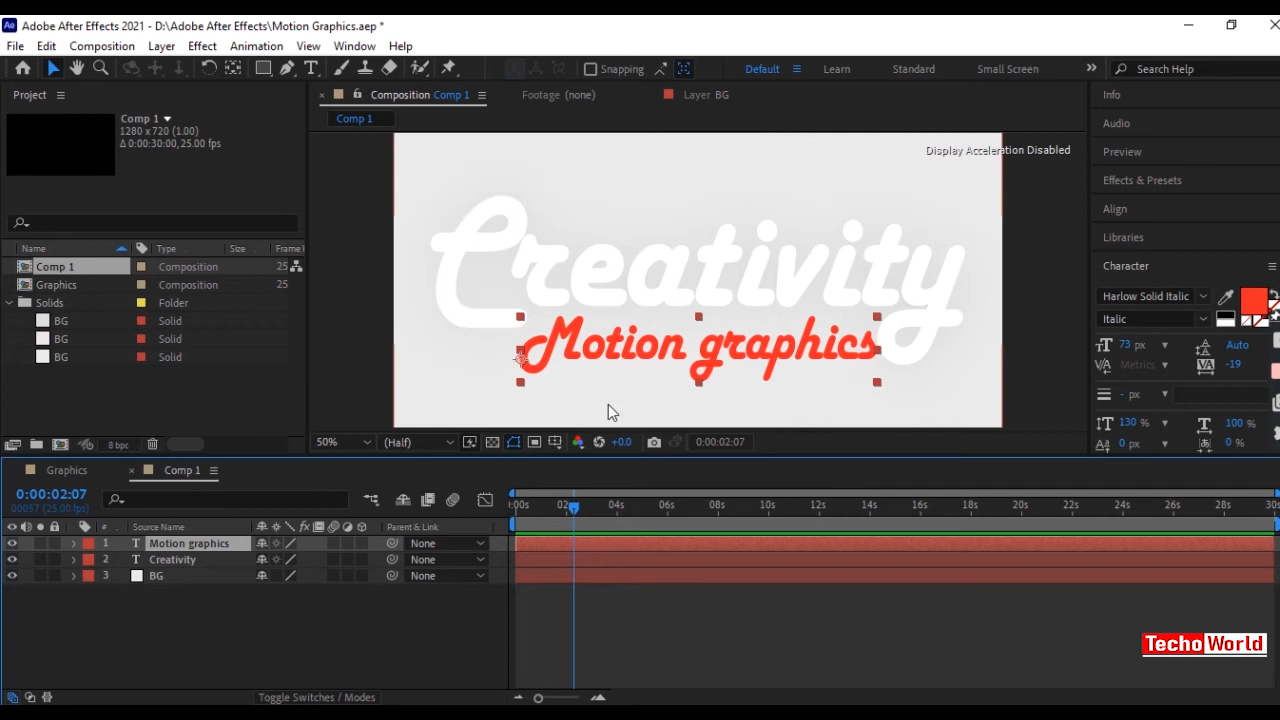 Adobe After Effects 2021 - D:\Adobe After Effects\Motion Graphics.aep *
File Edit Composition Layer Effect Animation View Window Help
Snapping Default Learn Standard Small Screen Search Help
Project
Composition Comp 1 Footage (none) Layer BG
Comp 1
Comp 1
1280 x 720 (1.00)
Δ 0:00:30:00, 25.00 fps
Display Acceleration Disabled
Creativity
Motion graphics
Name Type Size Frame
Comp 1 Composition 25
Graphics Composition 25
Solids Folder
BG Solid
BG Solid
BG Solid
8 bpc
50% (Half) +0.0 0:00:02:07
Info
Audio
Preview
Effects & Presets
Align
Libraries
Character
Harlow Solid Italic
Italic
73 px Auto
Metrics -19
- px
130 % 100 %
0 px 0 %
Graphics Comp 1
0:00:02:07
00057 (25.00 fps)
:00s 02 04s 06s 08s 10s 12s 14s 16s 18s 20s 22s 24s 26s 28s 30s
# Source Name Parent & Link
1 T Motion graphics None
2 T Creativity None
3 BG None
TechoWorld
Toggle Switches / Modes